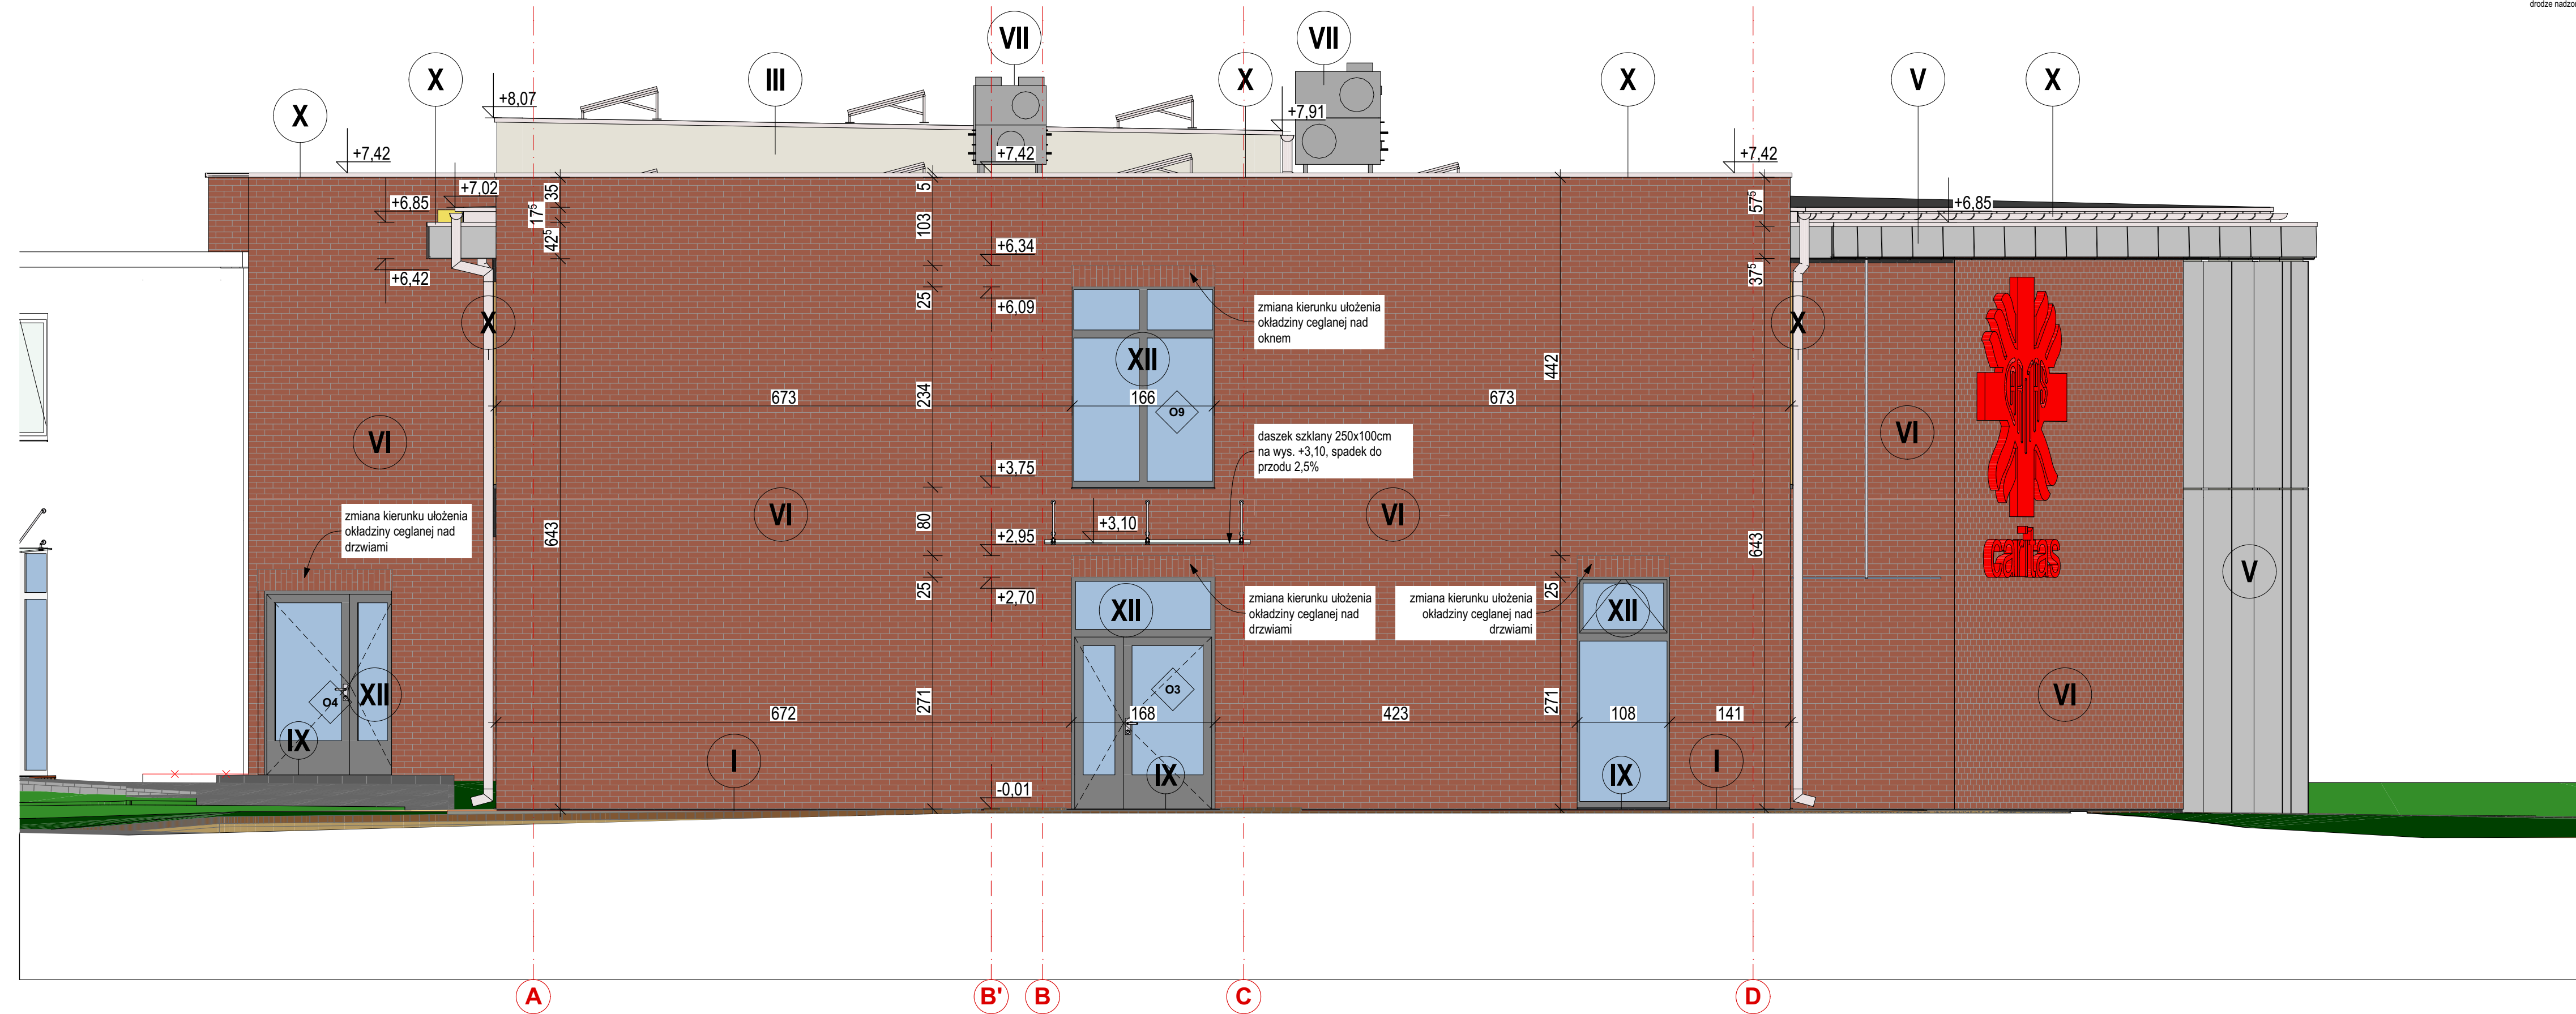 drodze nadzo
VII
VII
X
III
X
X
V
X
X
+8,07
+7,91
+7,42
+7,42
+7,42
+7,02
+6,85
+6,85
35
17⁵
42⁵
5
103
57⁵
37⁵
+6,42
+6,34
+6,09
25
zmiana kierunku ułożenia
okładziny ceglanej nad
oknem
X
X
XII
442
673
234
166
673
O9
VI
VI
daszek szklany 250x100cm
na wys. +3,10, spadek do
przodu 2,5%
+3,75
VI
VI
80
+3,10
+2,95
643
643
zmiana kierunku ułożenia
okładziny ceglanej nad
drzwiami
Caritas
V
25
+2,70
25
XII
XII
zmiana kierunku ułożenia
okładziny ceglanej nad
drzwiami
zmiana kierunku ułożenia
okładziny ceglanej nad
drzwiami
O4
XII
O3
VI
271
271
672
168
423
108
141
IX
I
IX
IX
I
-0,01
A
B'
B
C
D